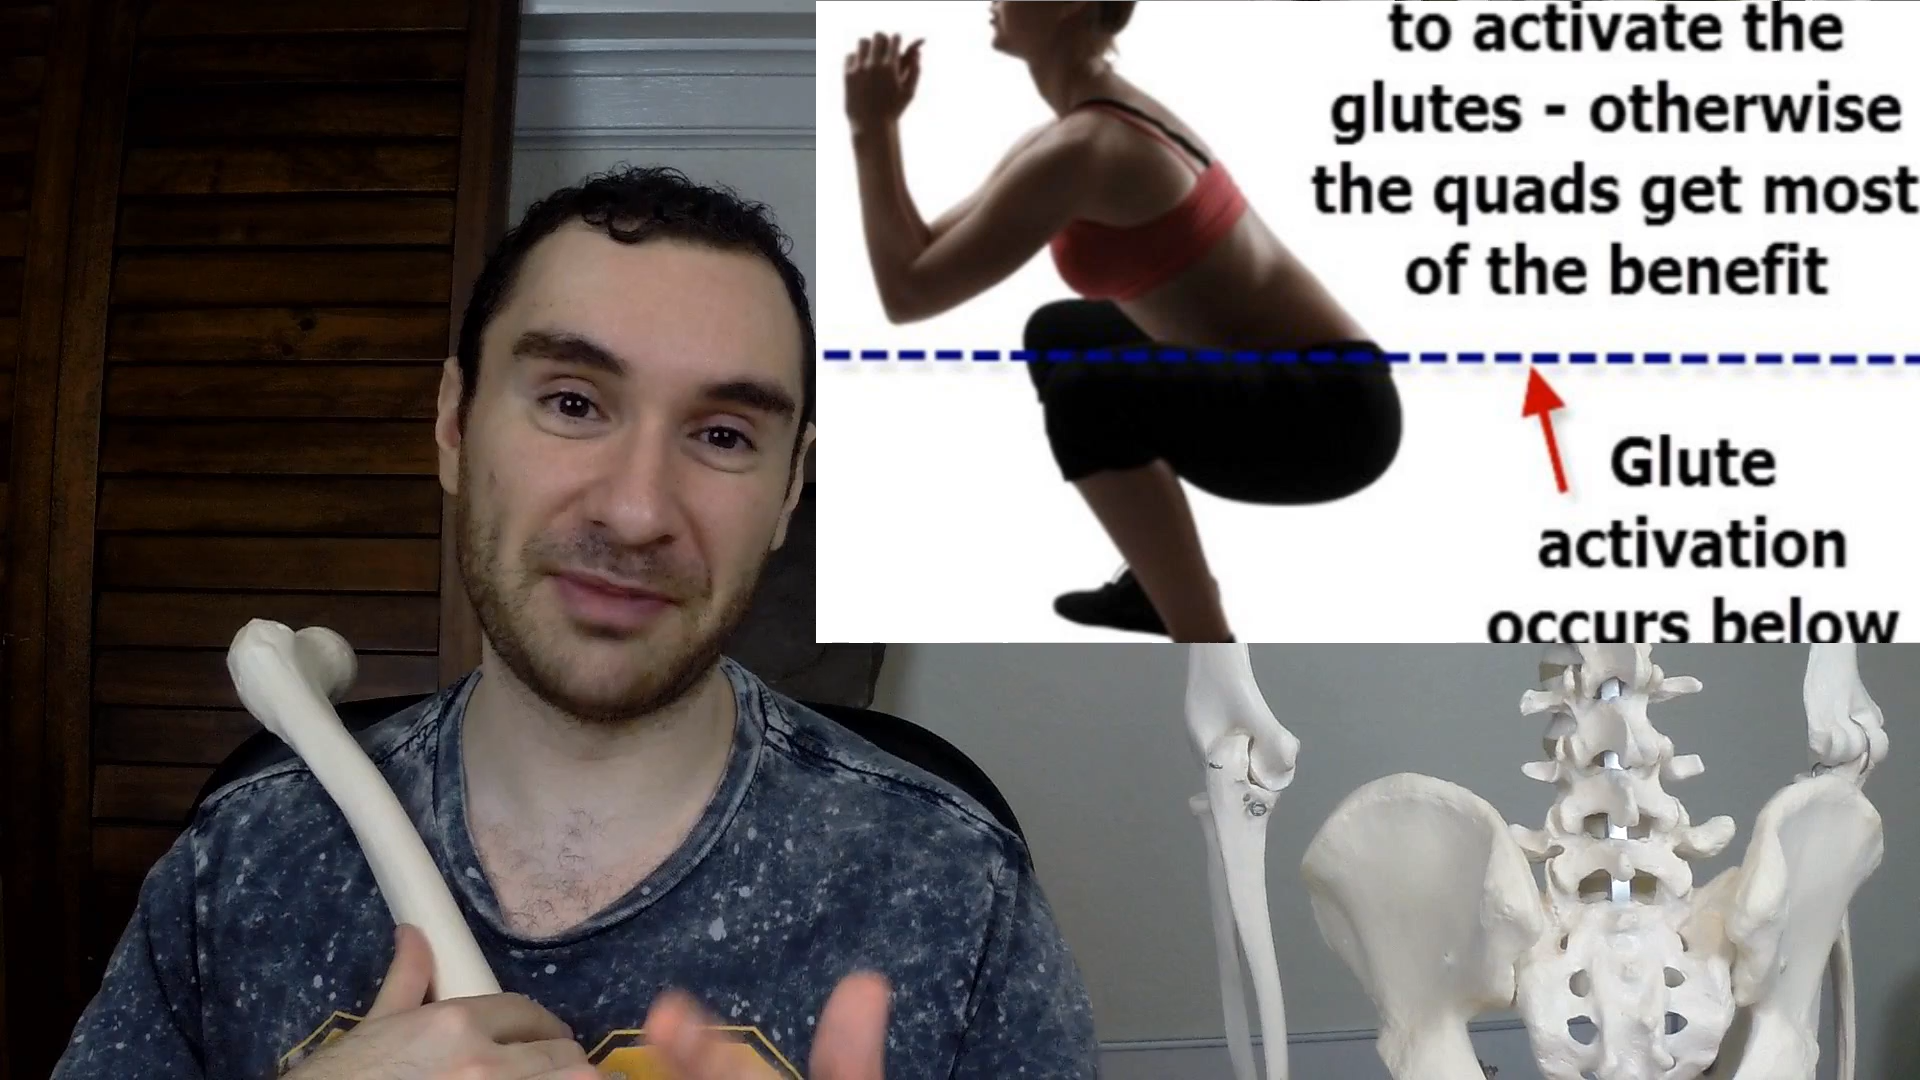 to activate the
glutes - otherwise
the quads get most
of the benefit
Glute
activation
occurs below